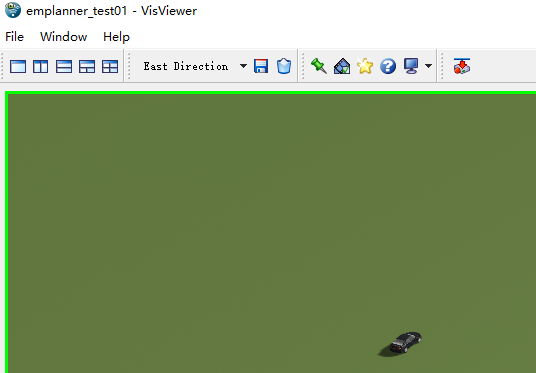 emplanner_test01 - VisViewer
File Window Help
East Direction